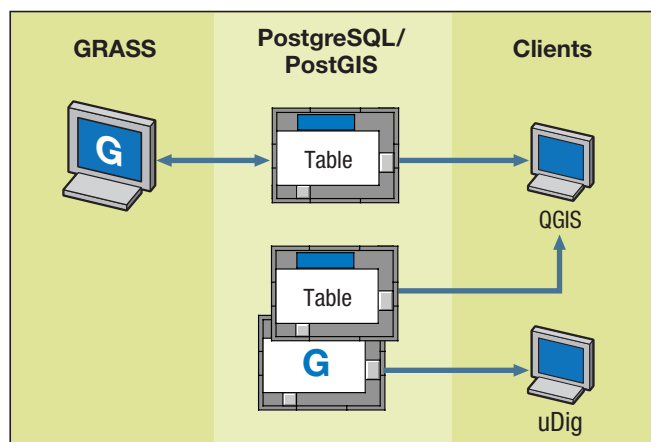 GRASS
PostgreSQL/
PostGIS
Clients
G
Table
QGIS
Table
G
uDig